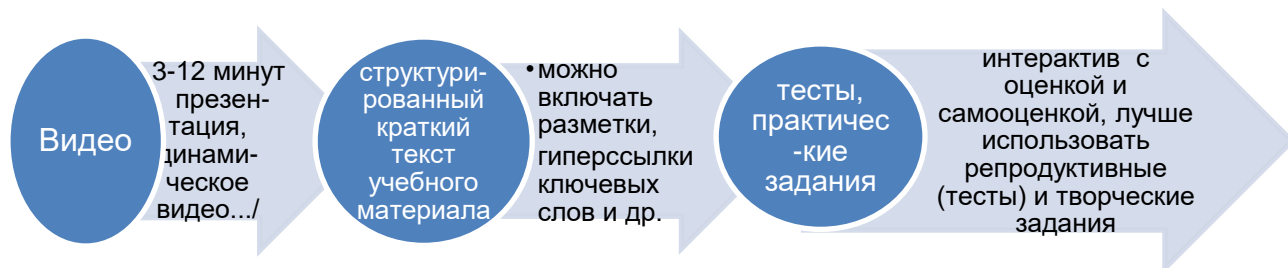 Видео
3-12 минут
презен-
тация,
динами-
ческое
видео.../
структури-
рованный
краткий
текст
учебного
материала
•можно
включать
разметки,
гиперссылки
ключевых
слов и др.
тесты,
практичес
-кие
задания
интерактив с
оценкой и
самооценкой, лучше
использовать
репродуктивные
(тесты) и творческие
задания